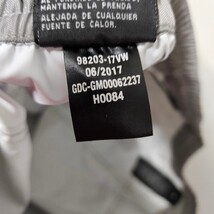 MANTENGA LA PRENDA
ALEJADA DE CUALQUIER
FUENTE DE CALOR.
98203-17VW
06/2017
GDC-GM00062237
H0084